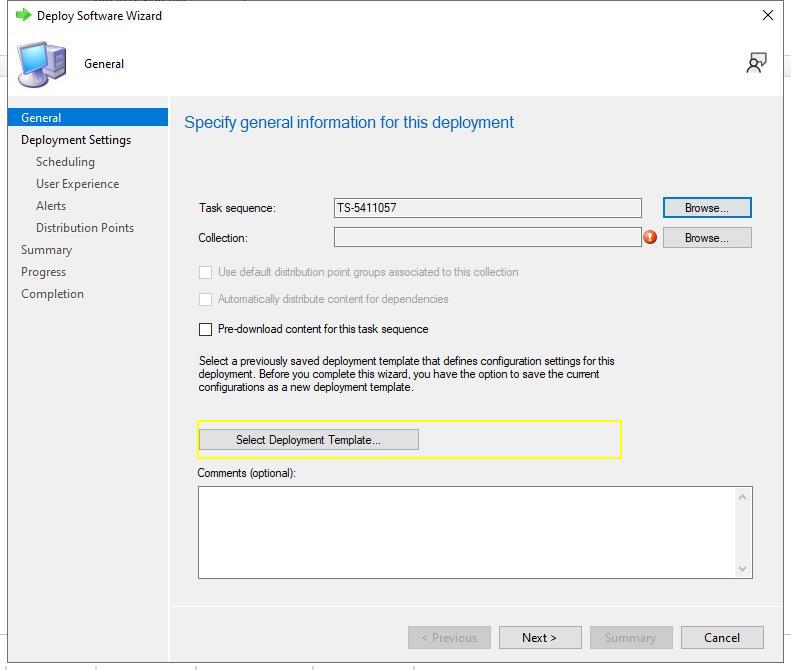 Deploy Software Wizard
General
General
Deployment Settings
Scheduling
User Experience
Alerts
Distribution Points
Summary
Progress
Completion
Specify general information for this deployment
Task sequence: TS-5411057 Browse...
Collection: Browse...
Use default distribution point groups associated to this collection
Automatically distribute content for dependencies
Pre-download content for this task sequence
Select a previously saved deployment template that defines configuration settings for this
deployment. Before you complete this wizard, you have the option to save the current
configurations as a new deployment template.
Select Deployment Template...
Comments (optional):
< Previous Next > Summary Cancel